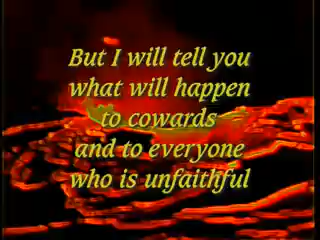 But I will tell you
what will happen
to cowards
and to everyone
who is unfaithful